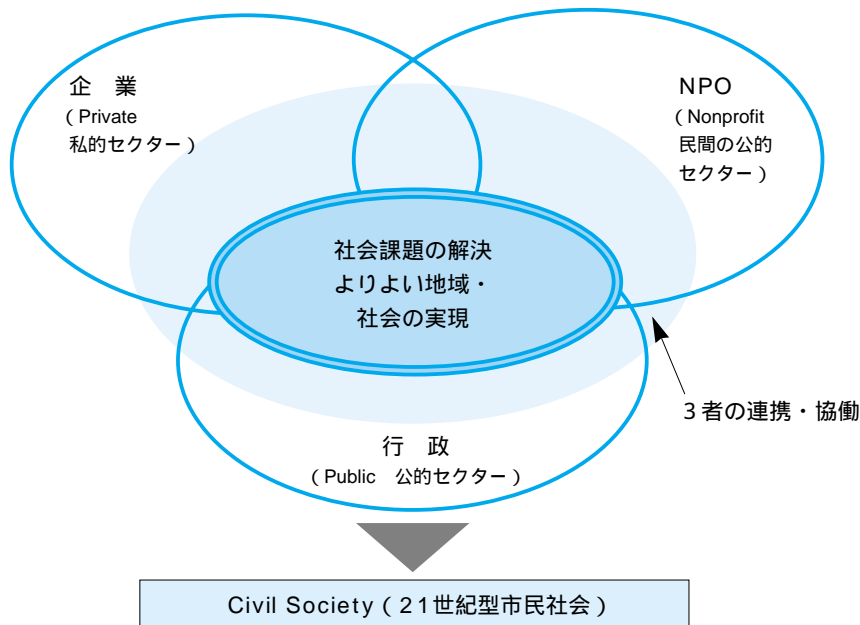 企　業
（Private
私的セクター）
NPO
（Nonprofit
民間の公的
セクター）
社会課題の解決
よりよい地域・
社会の実現
３者の連携・協働
行　政
（Public　公的セクター）
Civil Society（21世紀型市民社会）